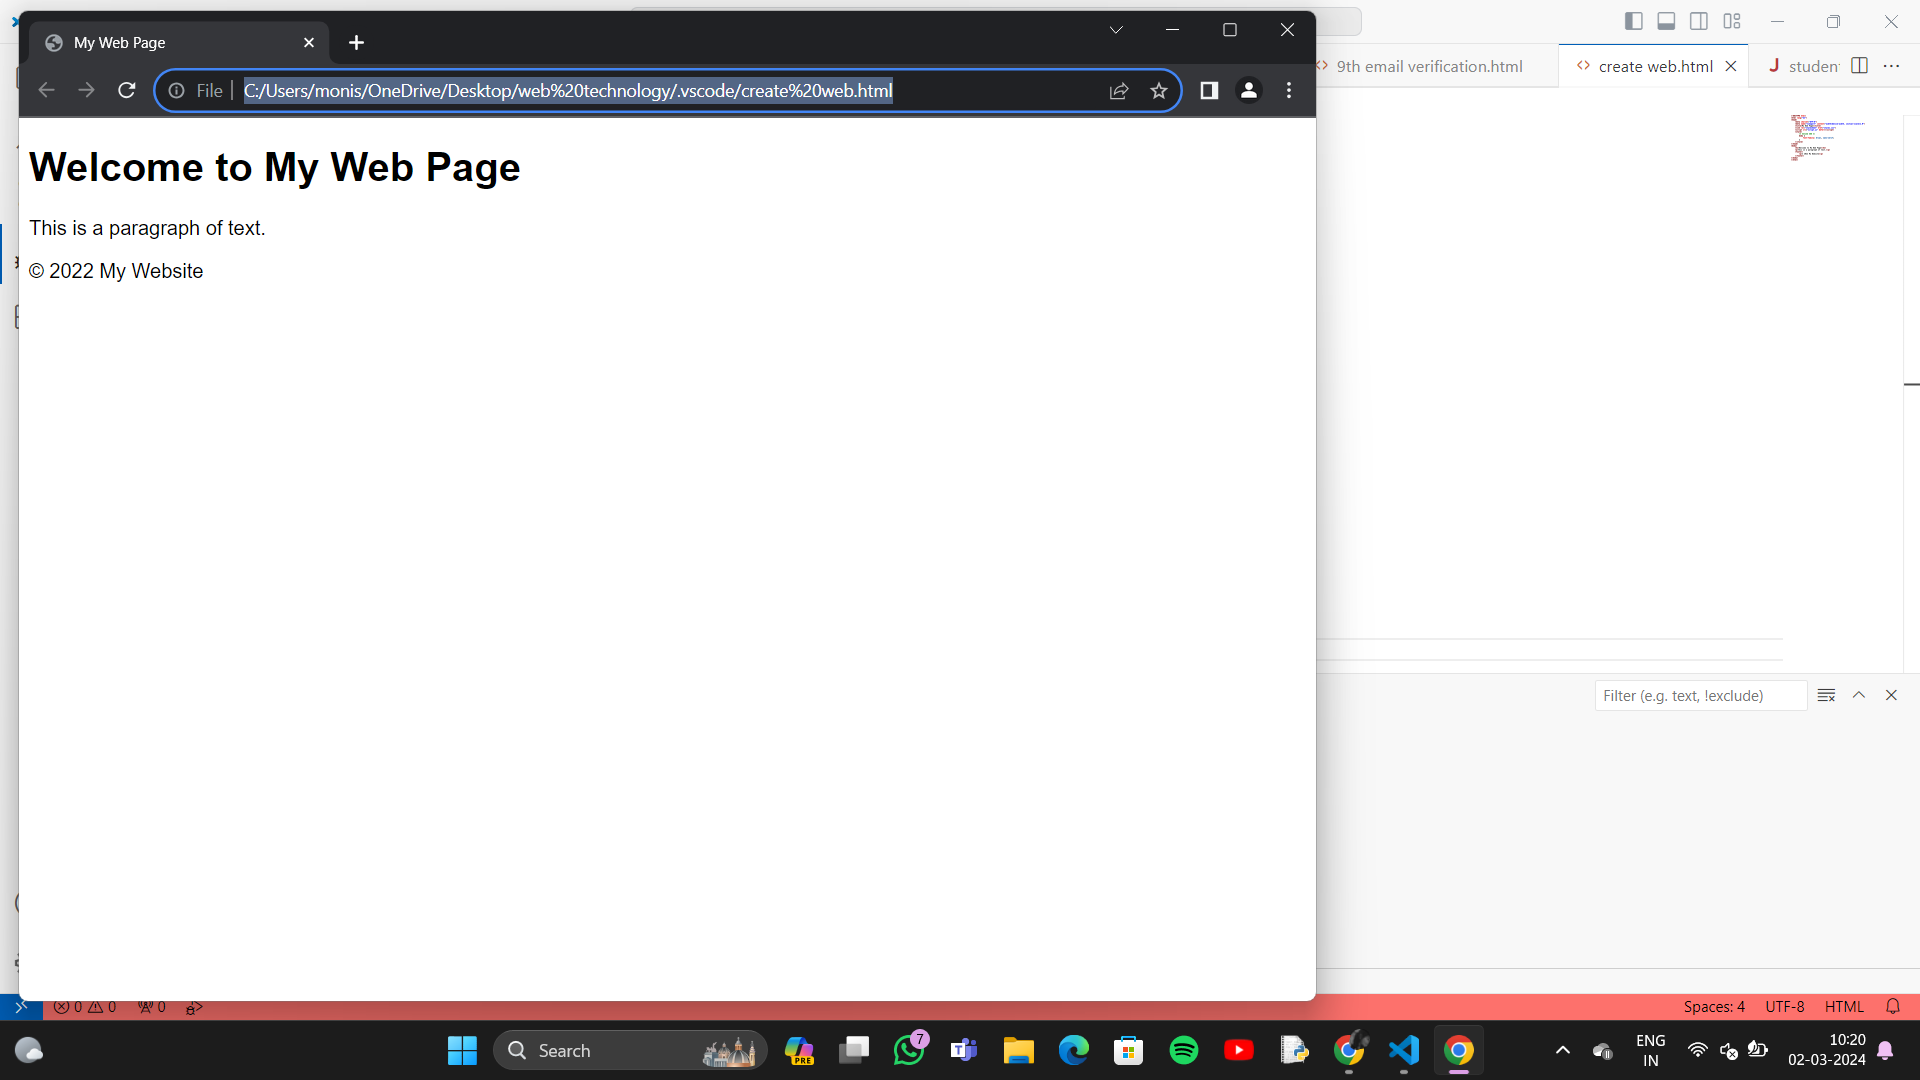 My Web Page
File
C:/Users/monis/OneDrive/Desktop/web%20technology/.vscode/create%20web.html
9th email verification.html
create web.html
J studen
Welcome to My Web Page
This is a paragraph of text.
© 2022 My Website
Filter (e.g. text, !exclude)
0 0 0
Spaces: 4 UTF-8 HTML
Search
PRE
7
ENG
IN
10:20
02-03-2024